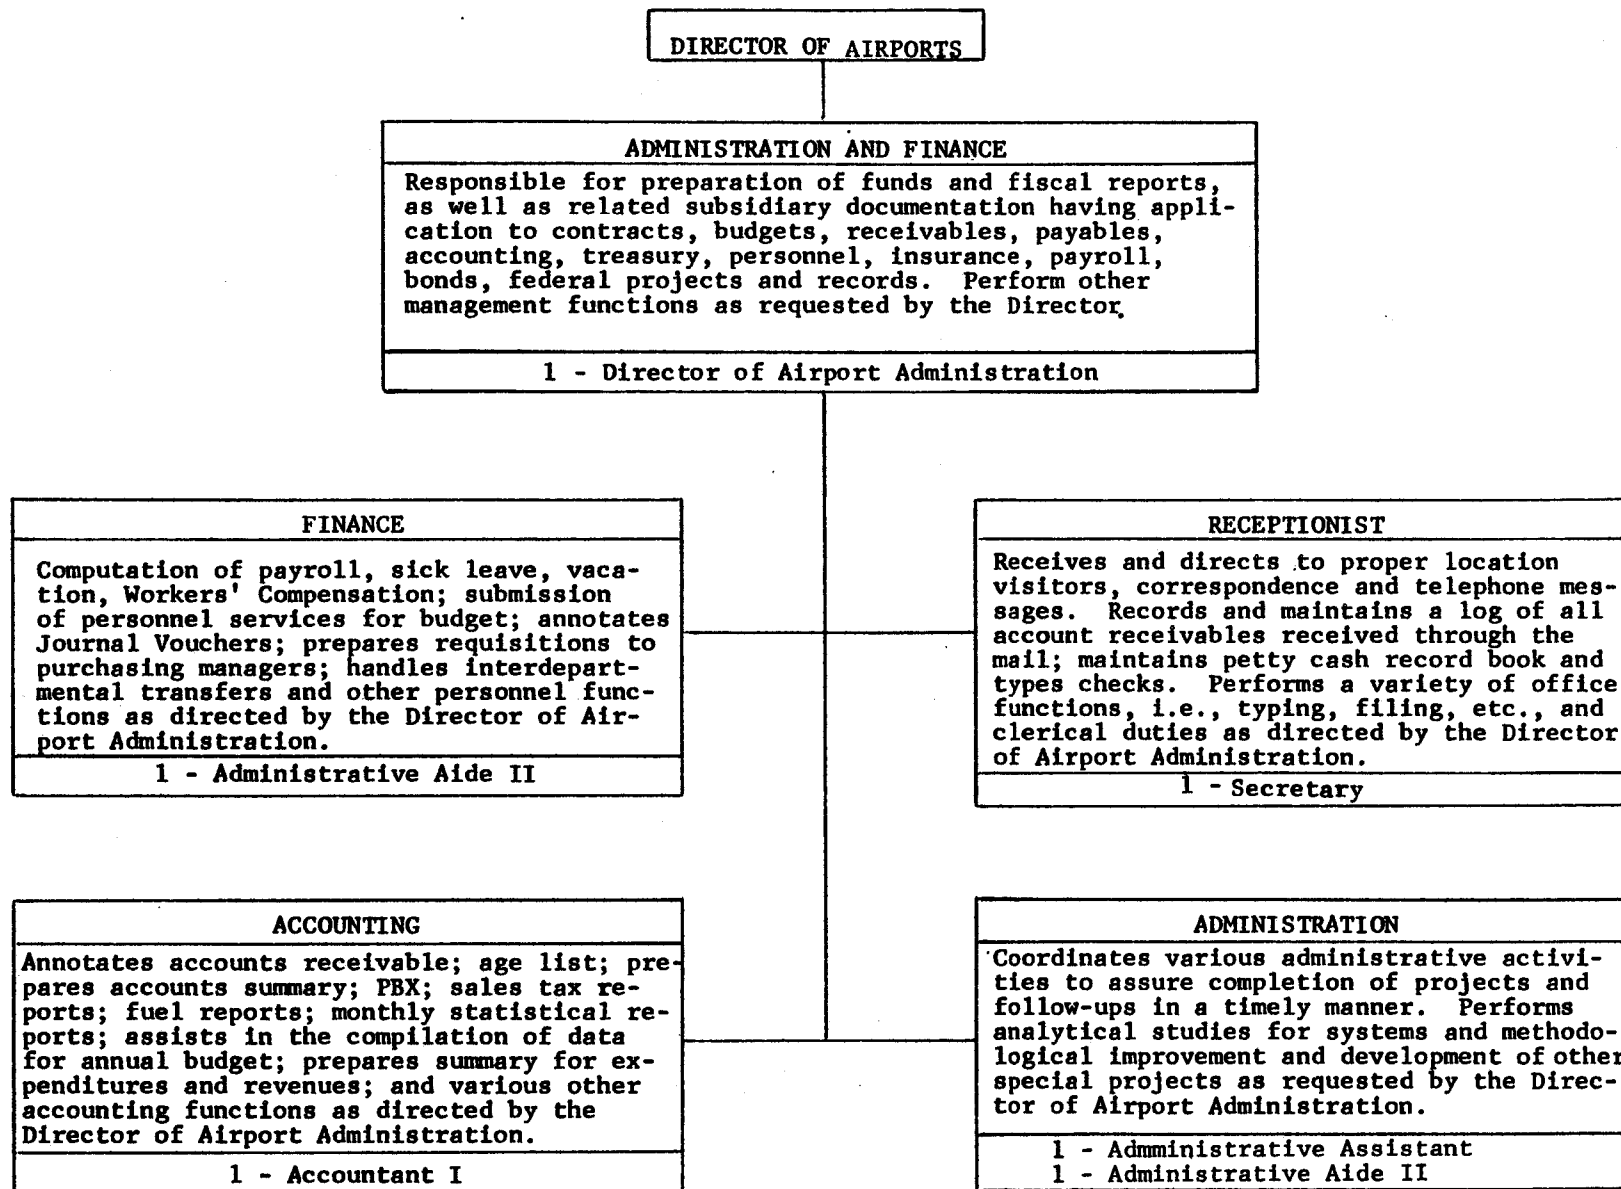 DIRECTOR OF AIRPORTS
ADMINISTRATION AND FINANCE
Responsible for preparation of funds and fiscal reports,
as well as related subsidiary documentation having appli-
cation to contracts, budgets, receivables, payables,
accounting, treasury, personnel, insurance, payroll,
bonds, federal projects and records. Perform other
management functions as requested by the Director.
1 - Director of Airport Administration
FINANCE
Computation of payroll, sick leave, vaca-
tion, Workers' Compensation; submission
of personnel services for budget; annotates
Journal Vouchers; prepares requisitions to
purchasing managers; handles interdepart-
mental transfers and other personnel func-
tions as directed by the Director of Air-
port Administration.
1 - Administrative Aide II
RECEPTIONIST
Receives and directs to proper location
visitors, correspondence and telephone mes-
sages. Records and maintains a log of all
account receivables received through the
mail; maintains petty cash record book and
types checks. Performs a variety of office
functions, i.e., typing, filing, etc., and
clerical duties as directed by the Director
of Airport Administration.
1 - Secretary
ACCOUNTING
Annotates accounts receivable; age list; pre-
pares accounts summary; PBX; sales tax re-
ports; fuel reports; monthly statistical re-
ports; assists in the compilation of data
for annual budget; prepares summary for ex-
penditures and revenues; and various other
accounting functions as directed by the
Director of Airport Administration.
1 - Accountant I
ADMINISTRATION
Coordinates various administrative activi-
ties to assure completion of projects and
follow-ups in a timely manner. Performs
analytical studies for systems and methodo-
logical improvement and development of other
special projects as requested by the Direc-
tor of Airport Administration.
1 - Admministrative Assistant
1 - Administrative Aide II